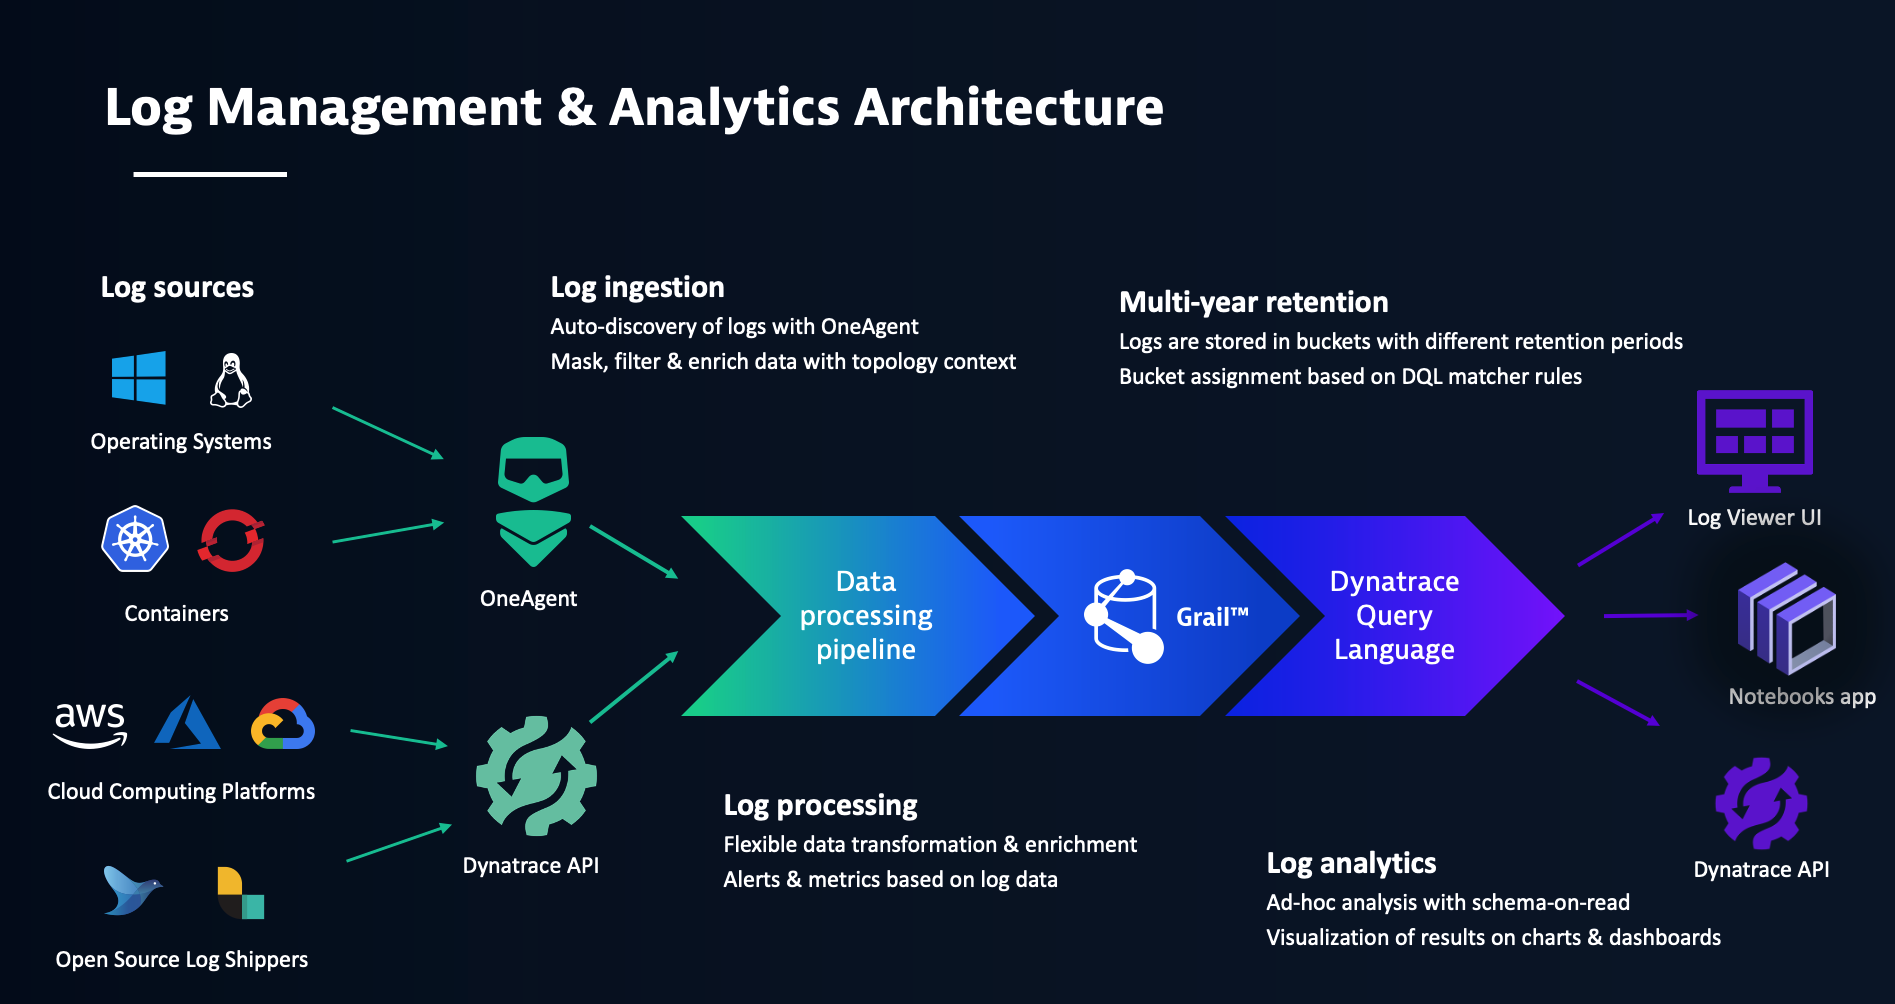 Log Management & Analytics Architecture
Log sources
Operating Systems
Containers
aws
Cloud Computing Platforms
Open Source Log Shippers
Log ingestion
Auto-discovery of logs with OneAgent
Mask, filter & enrich data with topology context
OneAgent
Dynatrace API
Data
processing
pipeline
Grail™
Dynatrace
Query
Language
Log processing
Flexible data transformation & enrichment
Alerts & metrics based on log data
Multi-year retention
Logs are stored in buckets with different retention periods
Bucket assignment based on DQL matcher rules
Log analytics
Ad-hoc analysis with schema-on-read
Visualization of results on charts & dashboards
Log Viewer UI
Notebooks app
Dynatrace API